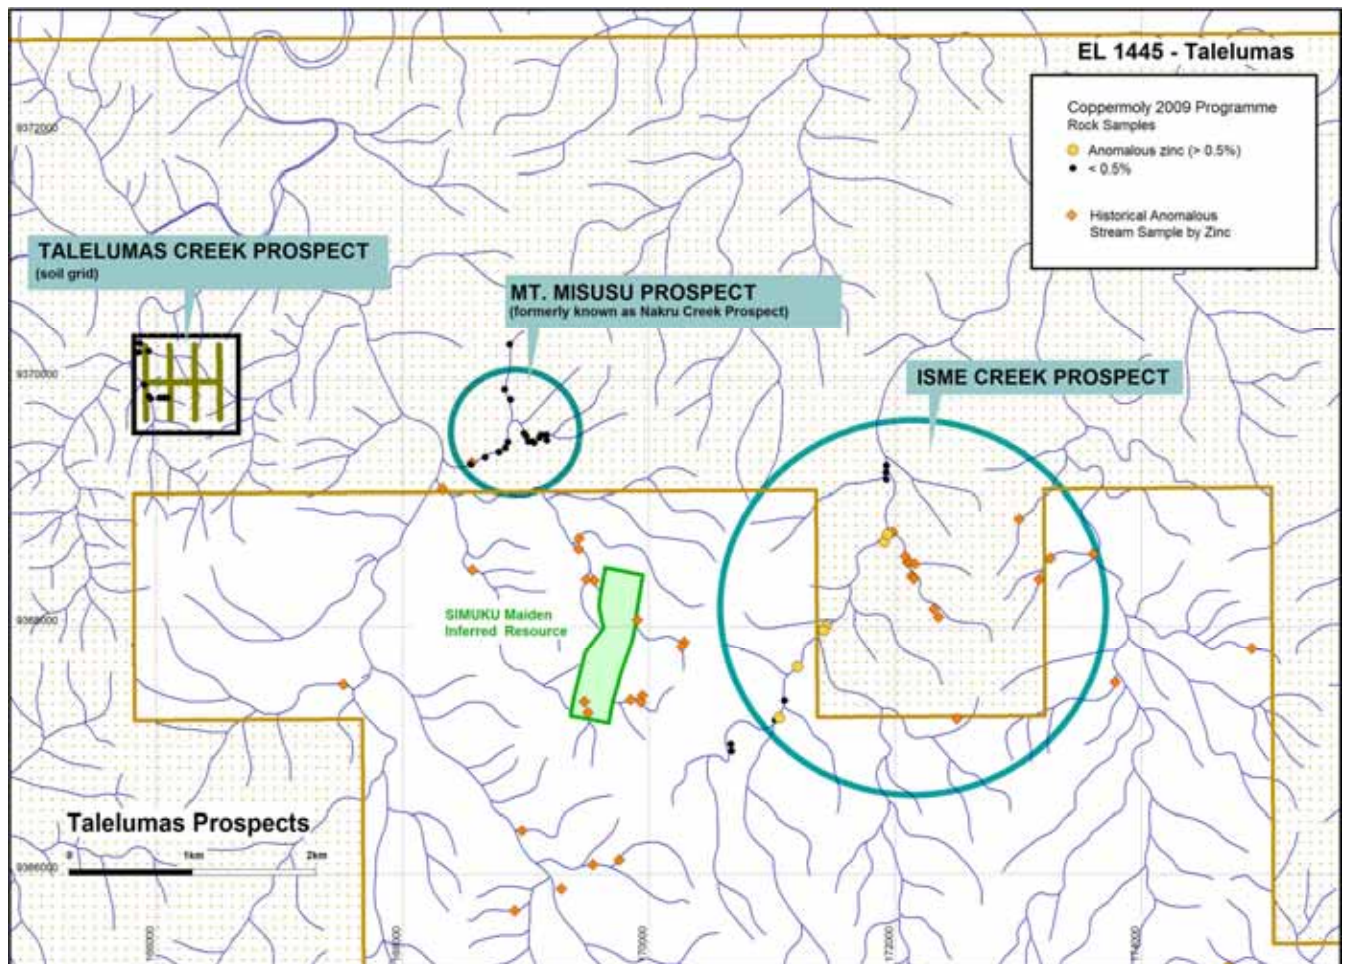 EL 1445 - Talelumas
Coppermoly 2009 Programme
Rock Samples
Anomalous zinc (> 0.5%)
< 0.5%
Historical Anomalous
Stream Sample by Zinc
9372000
TALELUMAS CREEK PROSPECT
(soil grid)
MT. MISUSU PROSPECT
(formerly known as Nakru Creek Prospect)
9370000
ISME CREEK PROSPECT
SIMUKU Maiden
Inferred Resource
9368000
Talelumas Prospects
0 1km 2km
9366000
170000
172000
174000